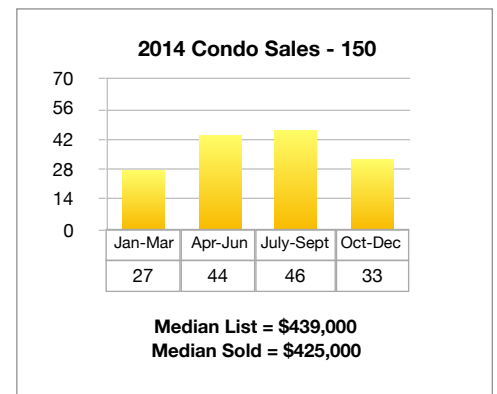 2014 Condo Sales - 150
70
56
42
28
14
0
Jan-Mar Apr-Jun July-Sept Oct-Dec
27 44 46 33
Median List = $439,000
Median Sold = $425,000